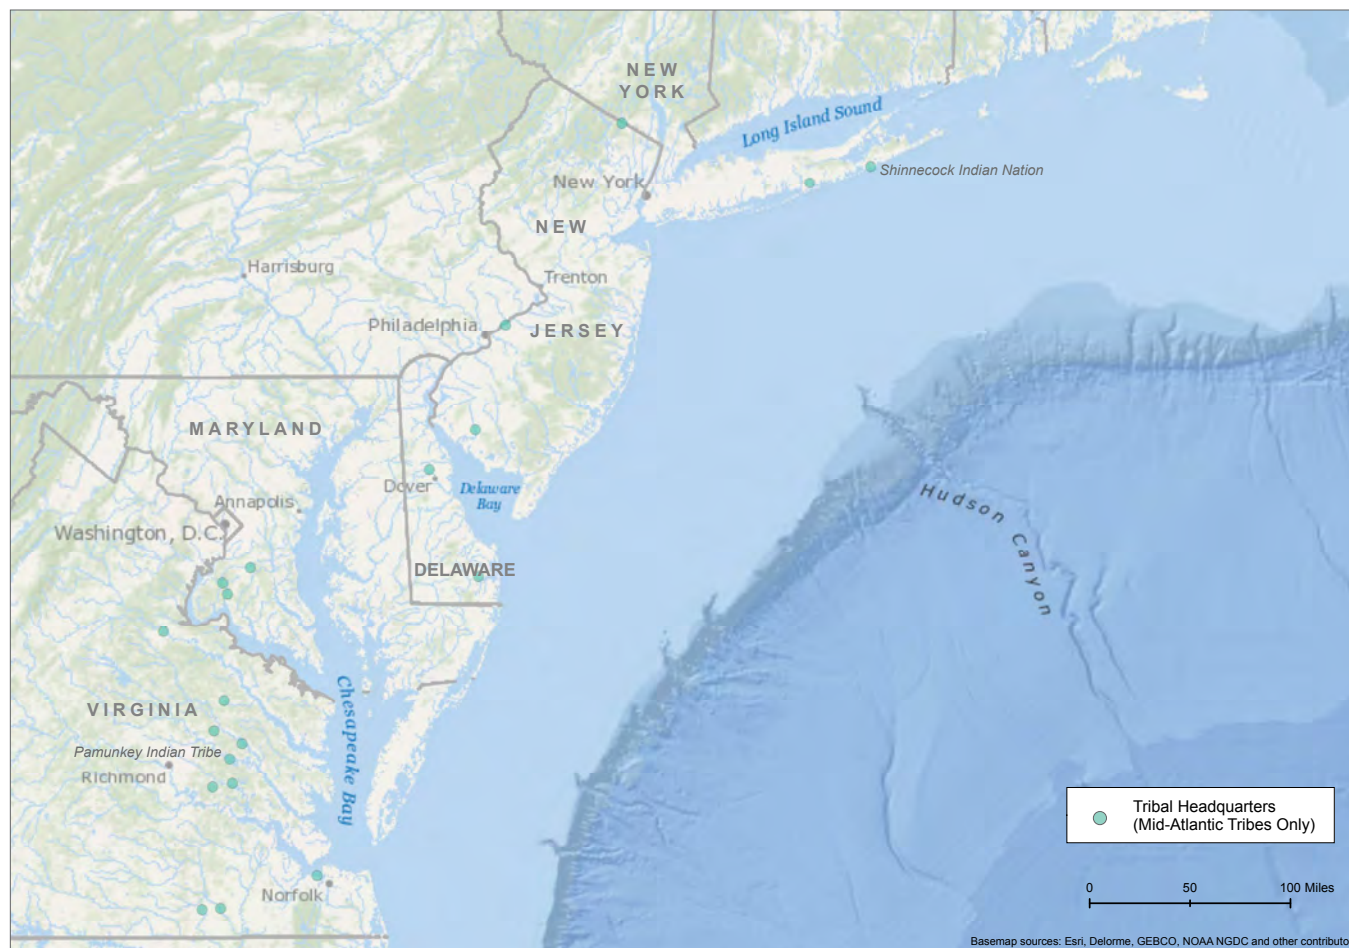 NEW
YORK
Long Island Sound
Shinnecock Indian Nation
New York
NEW
Harrisburg
Trenton
Philadelphia
JERSEY
MARYLAND
Dover
Delaware
Bay
Annapolis
Washington, D.C.
Hudson Canyon
DELAWARE
Chesapeake Bay
VIRGINIA
Pamunkey Indian Tribe
Richmond
Norfolk
Tribal Headquarters
(Mid-Atlantic Tribes Only)
0 50 100 Miles
Basemap sources: Esri, Delorme, GEBCO, NOAA NGDC and other contributo